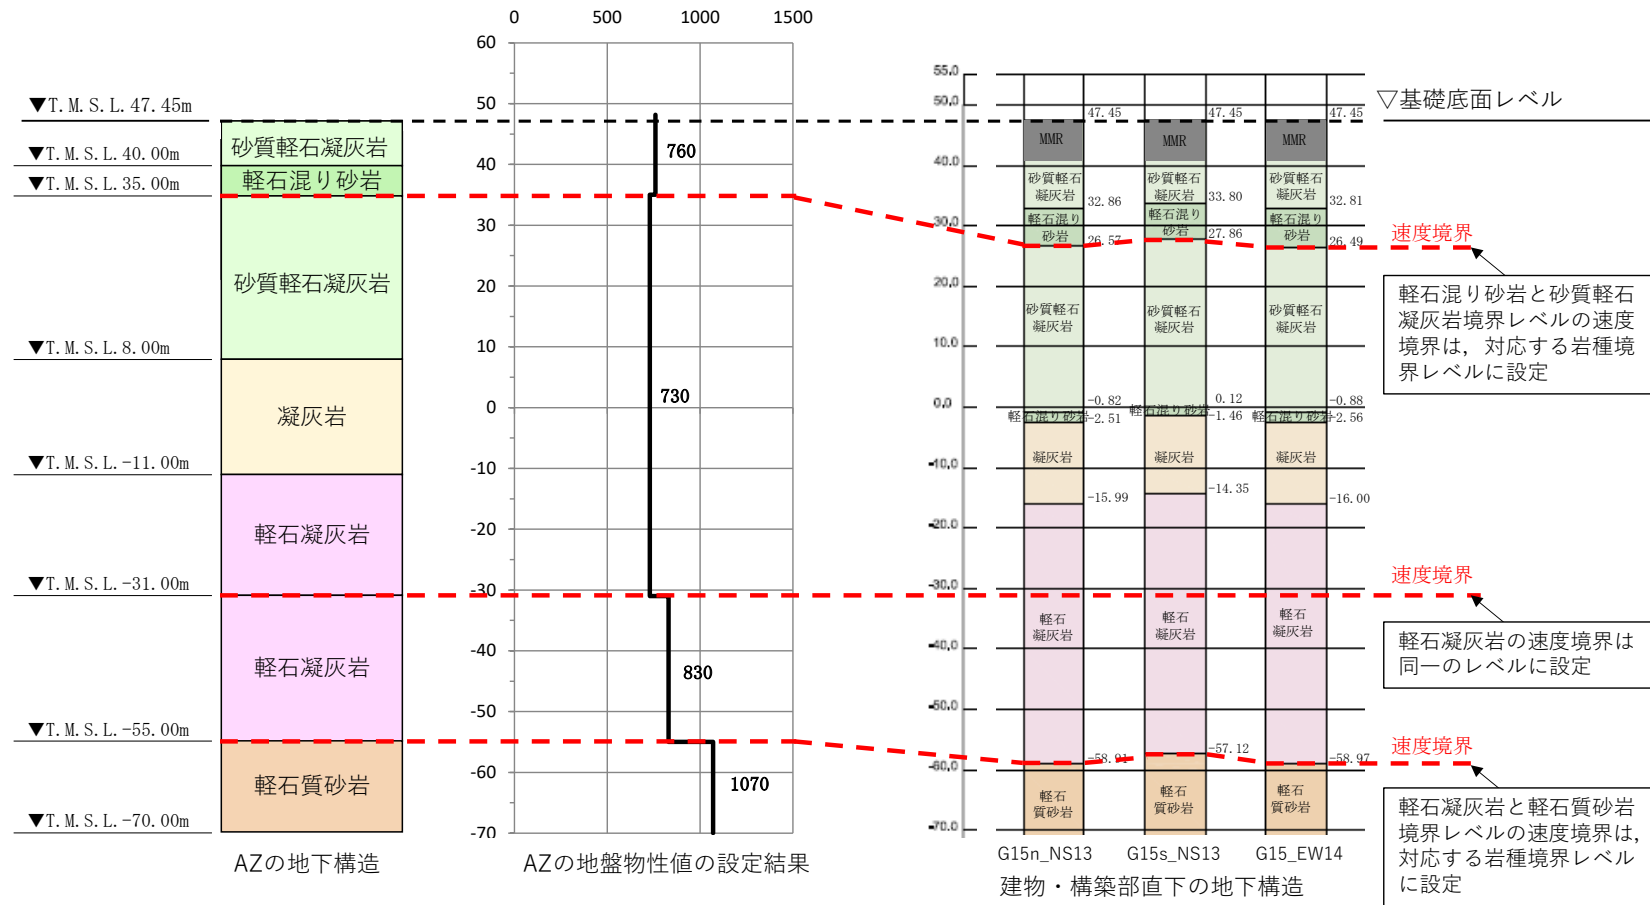 ▼T.M.S.L.47.45m
▼T.M.S.L.40.00m
▼T.M.S.L.35.00m
▼T.M.S.L.8.00m
▼T.M.S.L.-11.00m
▼T.M.S.L.-31.00m
▼T.M.S.L.-55.00m
▼T.M.S.L.-70.00m
砂質軽石凝灰岩
軽石混り砂岩
砂質軽石凝灰岩
凝灰岩
軽石凝灰岩
軽石凝灰岩
軽石質砂岩
AZの地下構造
0 500 1000 1500
60
50
40
30
20
10
0
-10
-20
-30
-40
-50
-60
-70
760
730
830
1070
AZの地盤物性値の設定結果
55.0
50.0
40.0
30.0
20.0
10.0
0.0
-10.0
-20.0
-30.0
-40.0
-50.0
-60.0
-70.0
47.45
MMR
砂質軽石
凝灰岩
32.86
軽石混り
砂岩
26.57
砂質軽石
凝灰岩
-0.82
軽石混り砂岩
-2.51
凝灰岩
-15.99
軽石
凝灰岩
-58.91
軽石
質砂岩
G15n_NS13
47.45
MMR
砂質軽石
凝灰岩
33.80
軽石混り
砂岩
27.86
砂質軽石
凝灰岩
0.12
軽石混り砂岩
-1.46
凝灰岩
-14.35
軽石
凝灰岩
-57.12
軽石
質砂岩
G15s_NS13
47.45
MMR
砂質軽石
凝灰岩
32.81
軽石混り
砂岩
26.49
砂質軽石
凝灰岩
-0.88
軽石混り砂岩
-2.56
凝灰岩
-16.00
軽石
凝灰岩
-58.97
軽石
質砂岩
G15_EW14
建物・構築部直下の地下構造
▽基礎底面レベル
速度境界
軽石混り砂岩と砂質軽石
凝灰岩境界レベルの速度
境界は，対応する岩種境
界レベルに設定
速度境界
軽石凝灰岩の速度境界は
同一のレベルに設定
速度境界
軽石凝灰岩と軽石質砂岩
境界レベルの速度境界は，
対応する岩種境界レベル
に設定